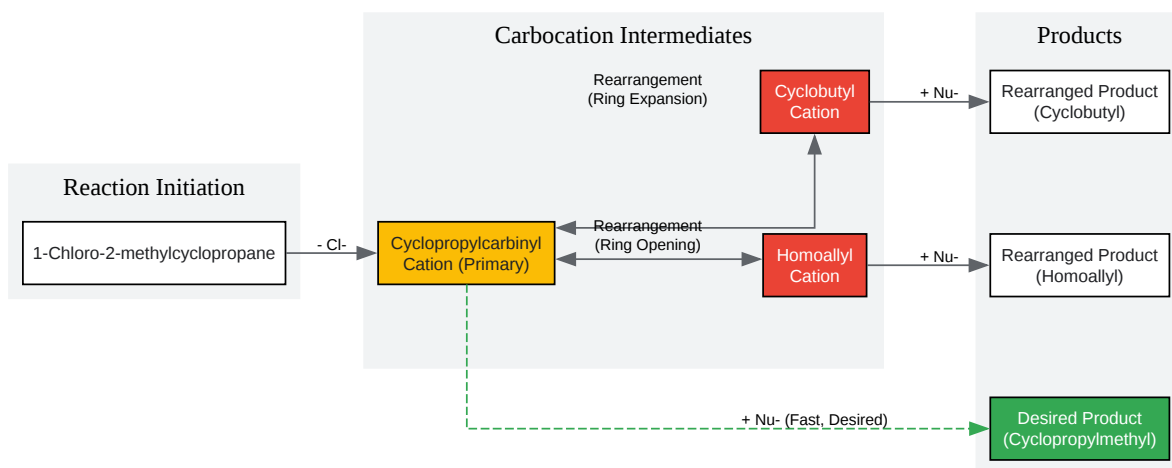 Carbocation Intermediates
Products
Rearrangement
(Ring Expansion)
Cyclobutyl
Cation
+ Nu-
Rearranged Product
(Cyclobutyl)
Reaction Initiation
1-Chloro-2-methylcyclopropane
- Cl-
Cyclopropylcarbinyl
Cation (Primary)
Rearrangement
(Ring Opening)
Homoallyl
Cation
+ Nu-
Rearranged Product
(Homoallyl)
+ Nu- (Fast, Desired)
Desired Product
(Cyclopropylmethyl)